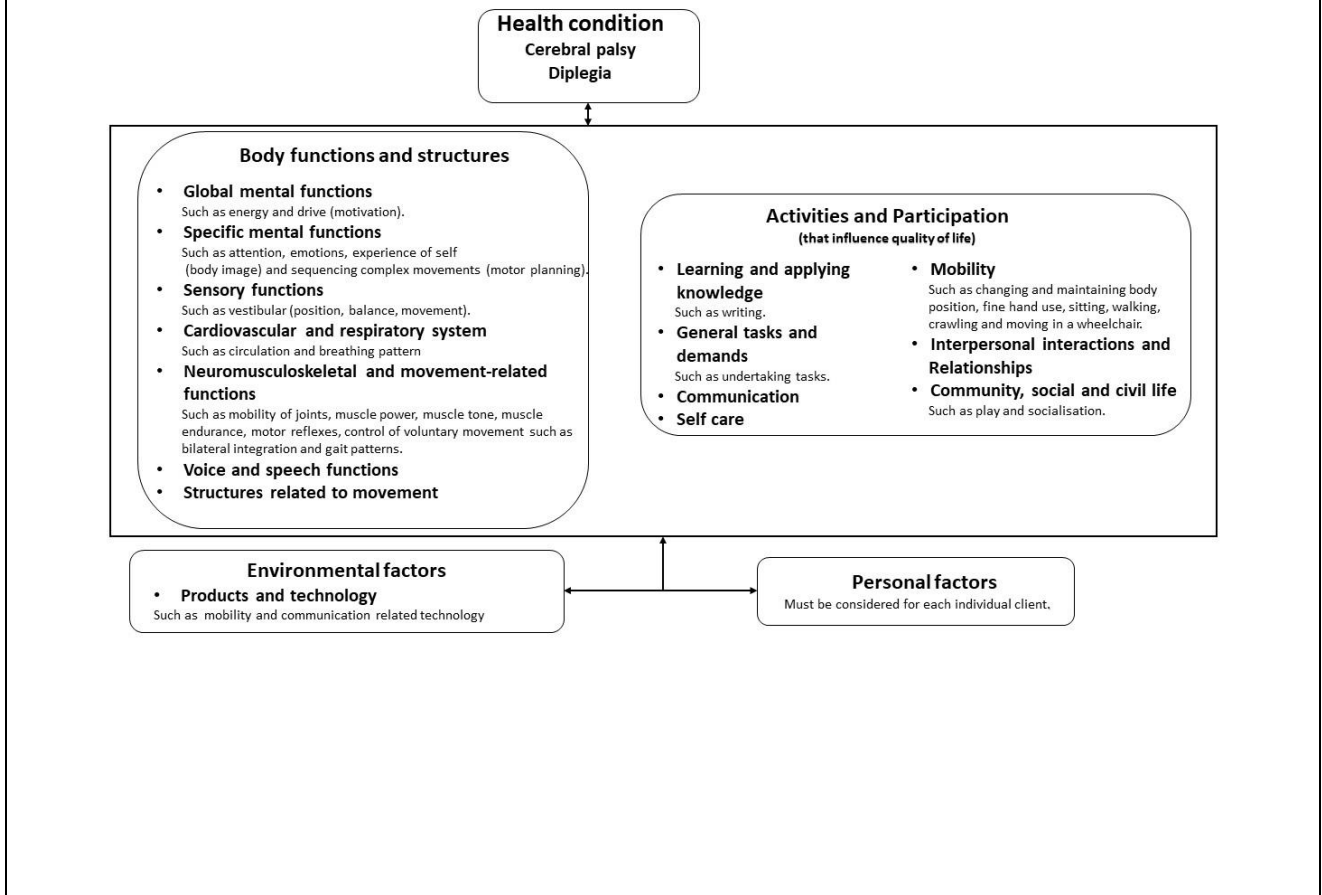 Health condition
Cerebral palsy
Diplegia
Body functions and structures
• Global mental functions
Such as energy and drive (motivation).
• Specific mental functions
Such as attention, emotions, experience of self
(body image) and sequencing complex movements (motor planning).
• Sensory functions
Such as vestibular (position, balance, movement).
• Cardiovascular and respiratory system
Such as circulation and breathing pattern
• Neuromusculoskeletal and movement-related
functions
Such as mobility of joints, muscle power, muscle tone, muscle
endurance, motor reflexes, control of voluntary movement such as
bilateral integration and gait patterns.
• Voice and speech functions
• Structures related to movement
Activities and Participation
(that influence quality of life)
• Learning and applying
knowledge
Such as writing.
• General tasks and
demands
Such as undertaking tasks.
• Communication
• Self care
• Mobility
Such as changing and maintaining body
position, fine hand use, sitting, walking,
crawling and moving in a wheelchair.
• Interpersonal interactions and
Relationships
• Community, social and civil life
Such as play and socialisation.
Environmental factors
• Products and technology
Such as mobility and communication related technology
Personal factors
Must be considered for each individual client.